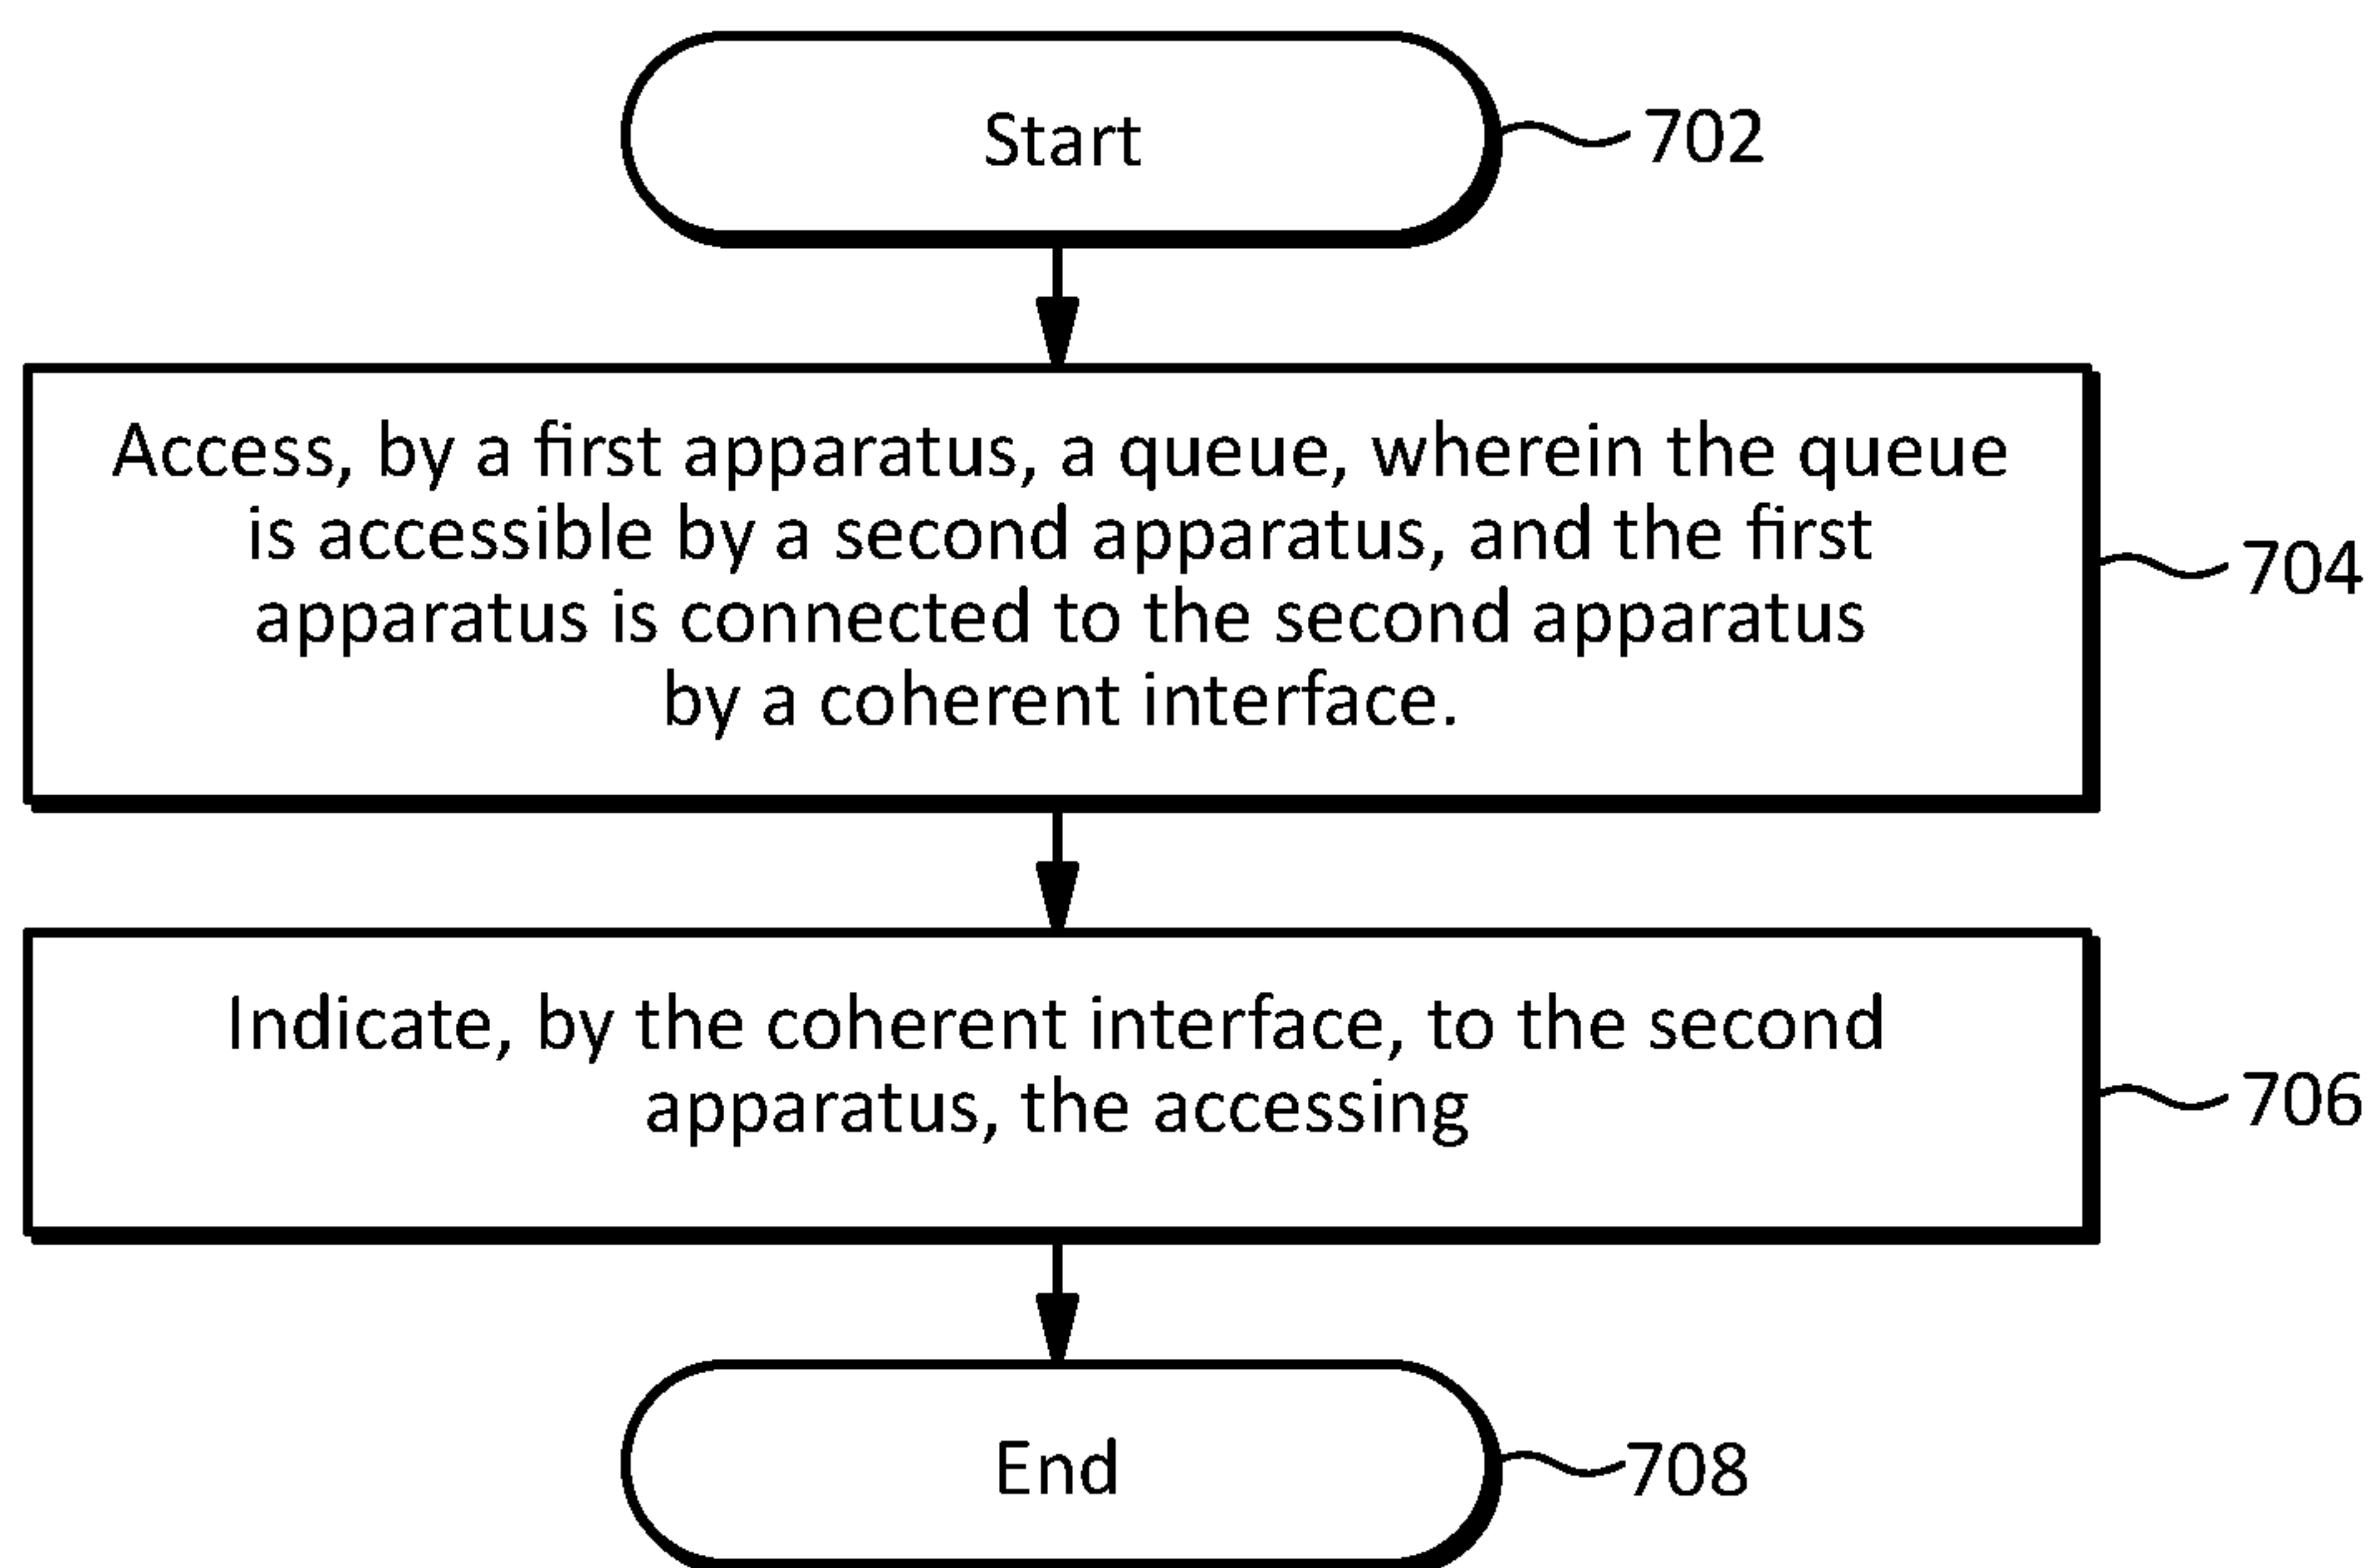 Start
702
Access, by a first apparatus, a queue, wherein the queue
is accessible by a second apparatus, and the first
apparatus is connected to the second apparatus
by a coherent interface.
704
Indicate, by the coherent interface, to the second
apparatus, the accessing
706
End
708